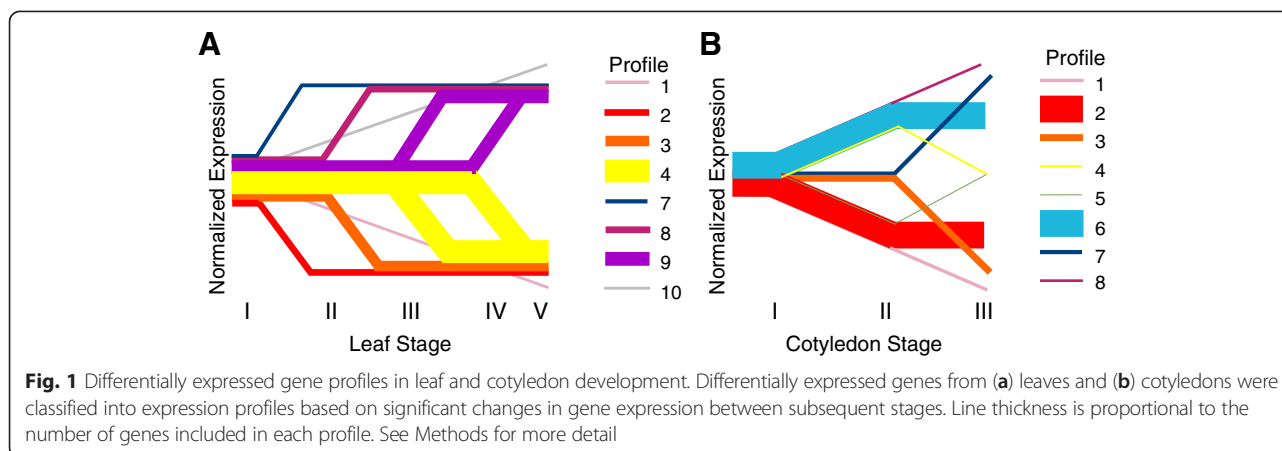 A
Normalized Expression
I II III IV V
Leaf Stage
Profile
1
2
3
4
7
8
9
10
B
Normalized Expression
I II III
Cotyledon Stage
Profile
1
2
3
4
5
6
7
8
Fig. 1 Differentially expressed gene profiles in leaf and cotyledon development. Differentially expressed genes from (a) leaves and (b) cotyledons were
classified into expression profiles based on significant changes in gene expression between subsequent stages. Line thickness is proportional to the
number of genes included in each profile. See Methods for more detail